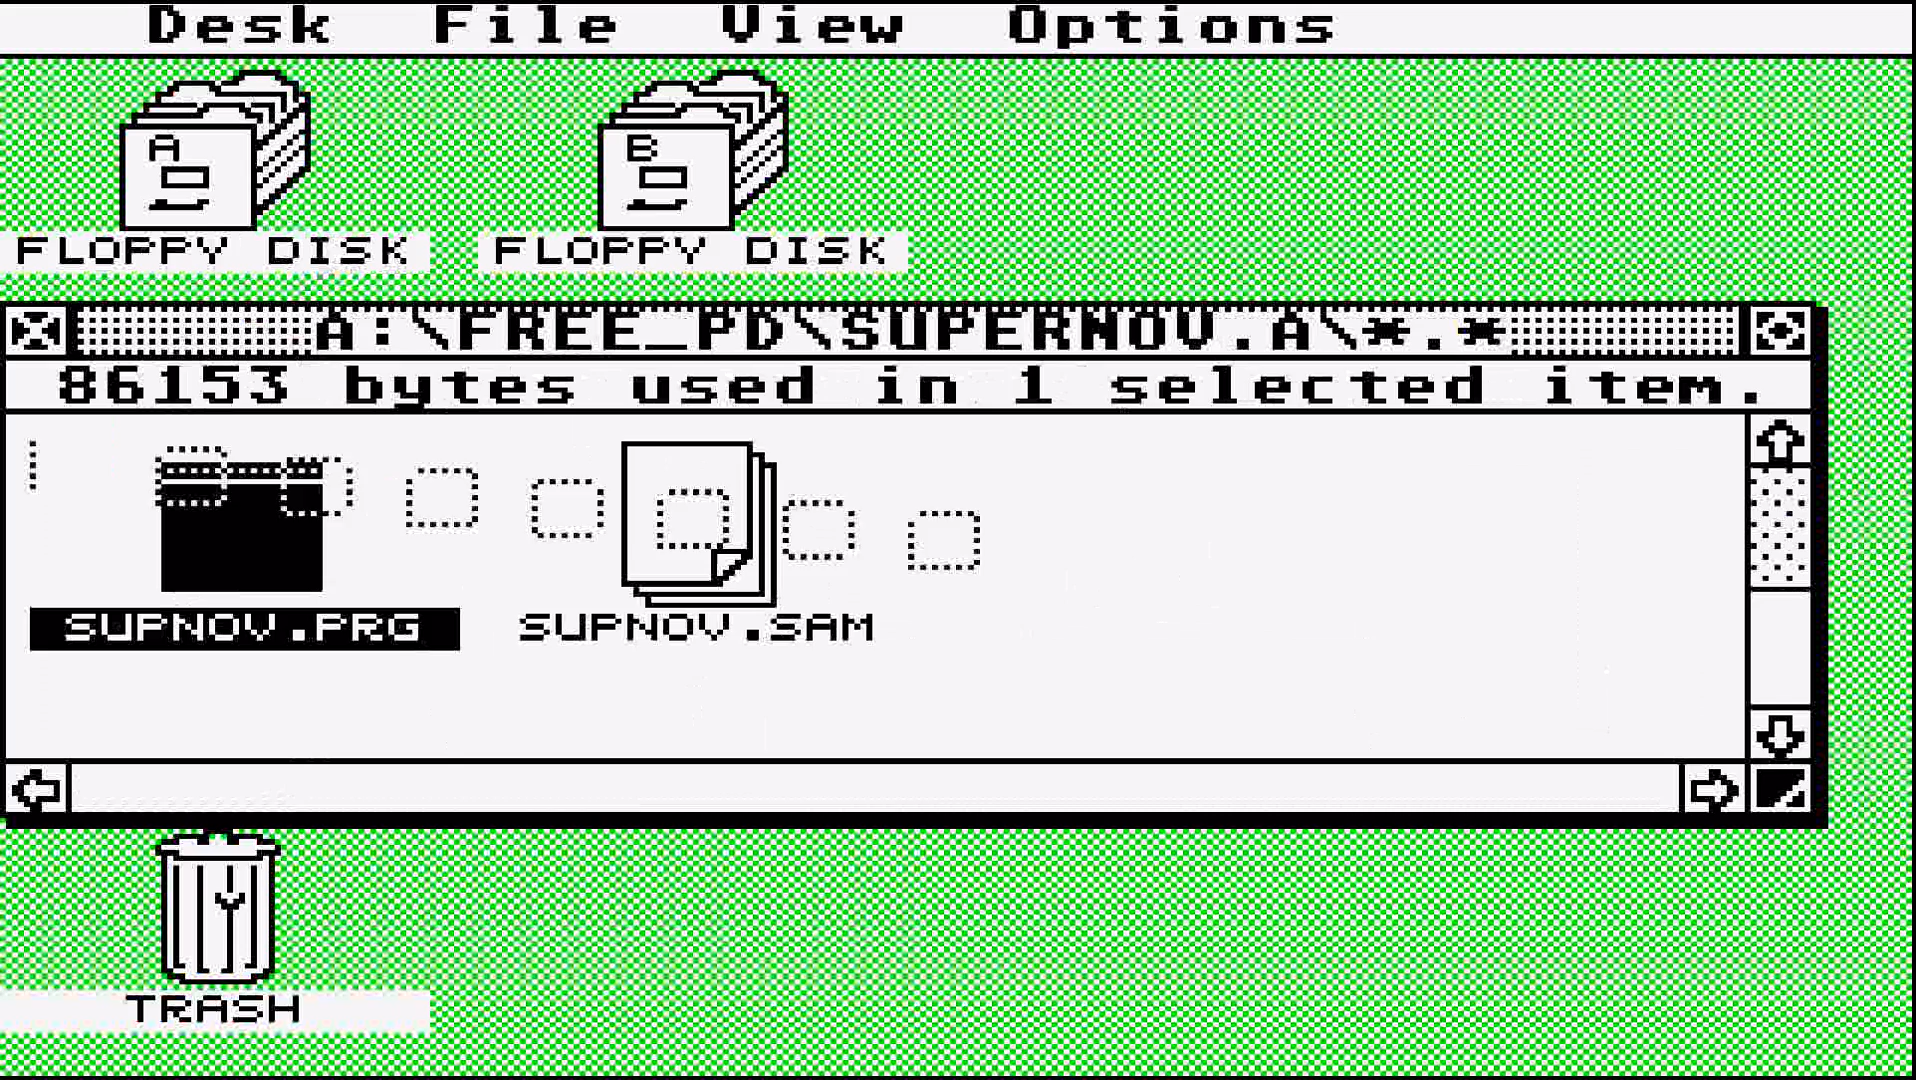 Desk File View Options
A B
FLOPPY DISK FLOPPY DISK
A:\FREE_PD\SUPERNOV.A\*.*
86153 bytes used in 1 selected item.
SUPNOV.PRG SUPNOV.SAM
TRASH